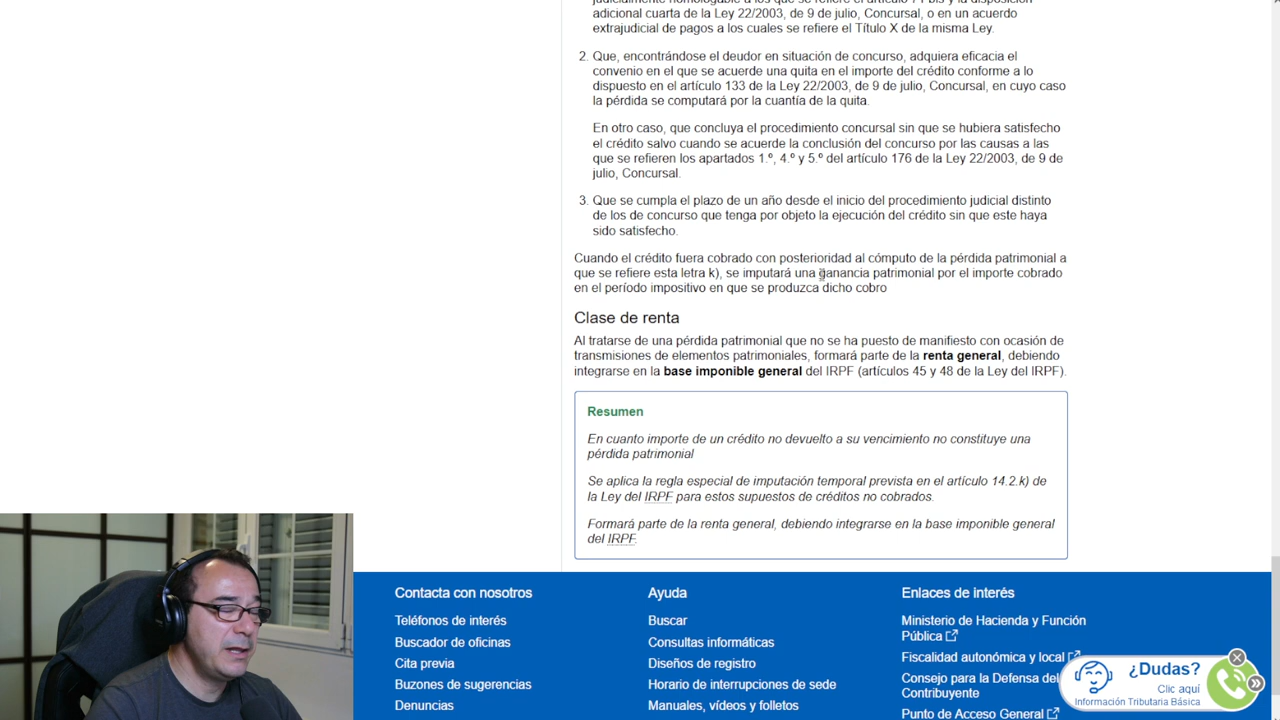 judicialmente homologable a los que se refiere el artículo 71 bis y la disposición
adicional cuarta de la Ley 22/2003, de 9 de julio, Concursal, o en un acuerdo
extrajudicial de pagos a los cuales se refiere el Título X de la misma Ley.
2. Que, encontrándose el deudor en situación de concurso, adquiera eficacia el
convenio en el que se acuerde una quita en el importe del crédito conforme a lo
dispuesto en el artículo 133 de la Ley 22/2003, de 9 de julio, Concursal, en cuyo caso
la pérdida se computará por la cuantía de la quita.
En otro caso, que concluya el procedimiento concursal sin que se hubiera satisfecho
el crédito salvo cuando se acuerde la conclusión del concurso por las causas a las
que se refieren los apartados 1.º, 4.º y 5.º del artículo 176 de la Ley 22/2003, de 9 de
julio, Concursal.
3. Que se cumpla el plazo de un año desde el inicio del procedimiento judicial distinto
de los de concurso que tenga por objeto la ejecución del crédito sin que este haya
sido satisfecho.
Cuando el crédito fuera cobrado con posterioridad al cómputo de la pérdida patrimonial a
que se refiere esta letra k), se imputará una ganancia patrimonial por el importe cobrado
en el período impositivo en que se produzca dicho cobro
Clase de renta
Al tratarse de una pérdida patrimonial que no se ha puesto de manifiesto con ocasión de
transmisiones de elementos patrimoniales, formará parte de la renta general, debiendo
integrarse en la base imponible general del IRPF (artículos 45 y 48 de la Ley del IRPF).
Resumen
En cuanto importe de un crédito no devuelto a su vencimiento no constituye una
pérdida patrimonial
Se aplica la regla especial de imputación temporal prevista en el artículo 14.2.k) de
la Ley del IRPF para estos supuestos de créditos no cobrados.
Formará parte de la renta general, debiendo integrarse en la base imponible general
del IRPF.
Contacta con nosotros
Teléfonos de interés
Buscador de oficinas
Cita previa
Buzones de sugerencias
Denuncias
Ayuda
Buscar
Consultas informáticas
Diseños de registro
Horario de interrupciones de sede
Manuales, vídeos y folletos
Enlaces de interés
Ministerio de Hacienda y Función
Pública
Fiscalidad autonómica y local
Consejo para la Defensa del
Contribuyente
Punto de Acceso General
¿Dudas?
Clic aquí
Información Tributaria Básica